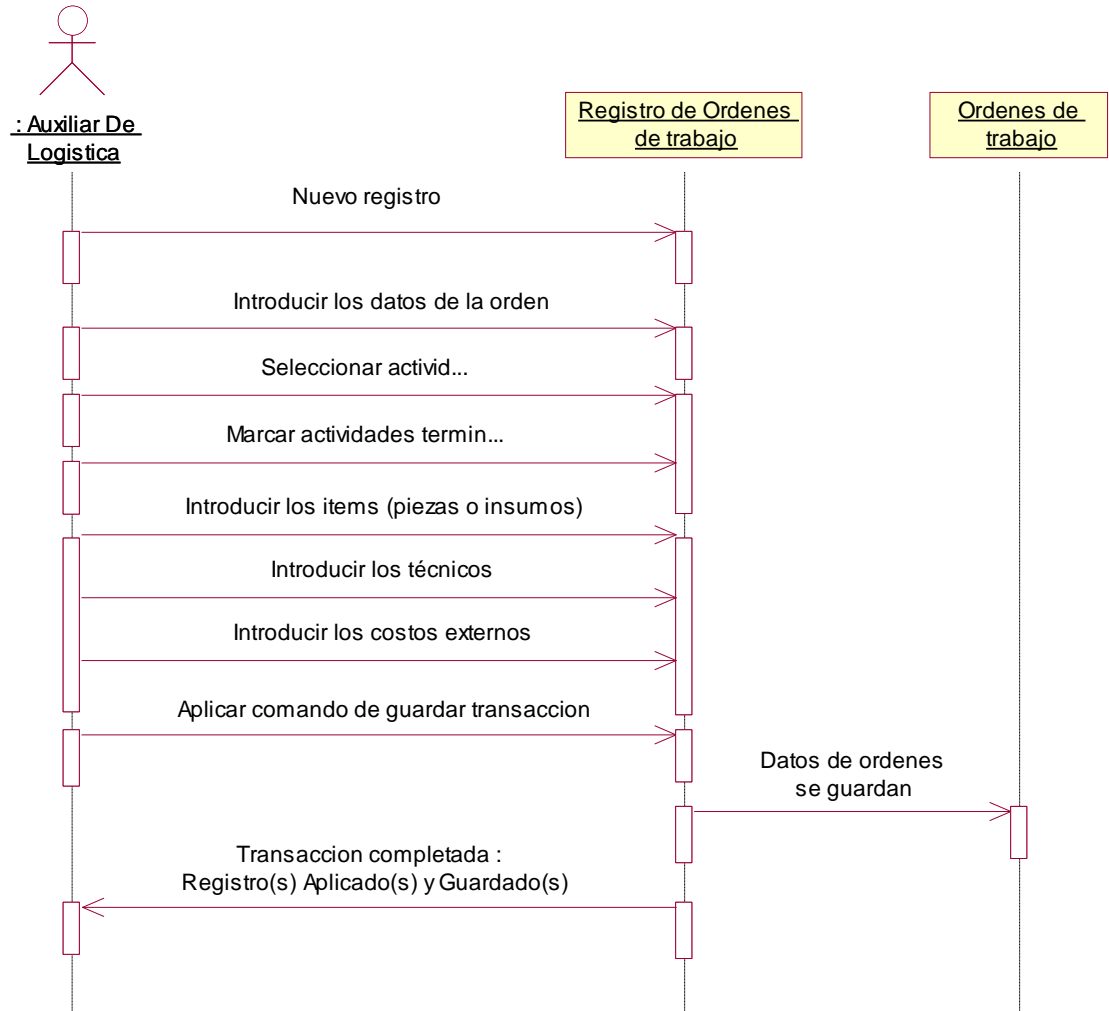 : Auxiliar De
Logistica
Registro de Ordenes
de trabajo
Ordenes de
trabajo
Nuevo registro
Introducir los datos de la orden
Seleccionar activid...
Marcar actividades termin...
Introducir los items (piezas o insumos)
Introducir los técnicos
Introducir los costos externos
Aplicar comando de guardar transaccion
Datos de ordenes
se guardan
Transaccion completada :
Registro(s) Aplicado(s) y Guardado(s)